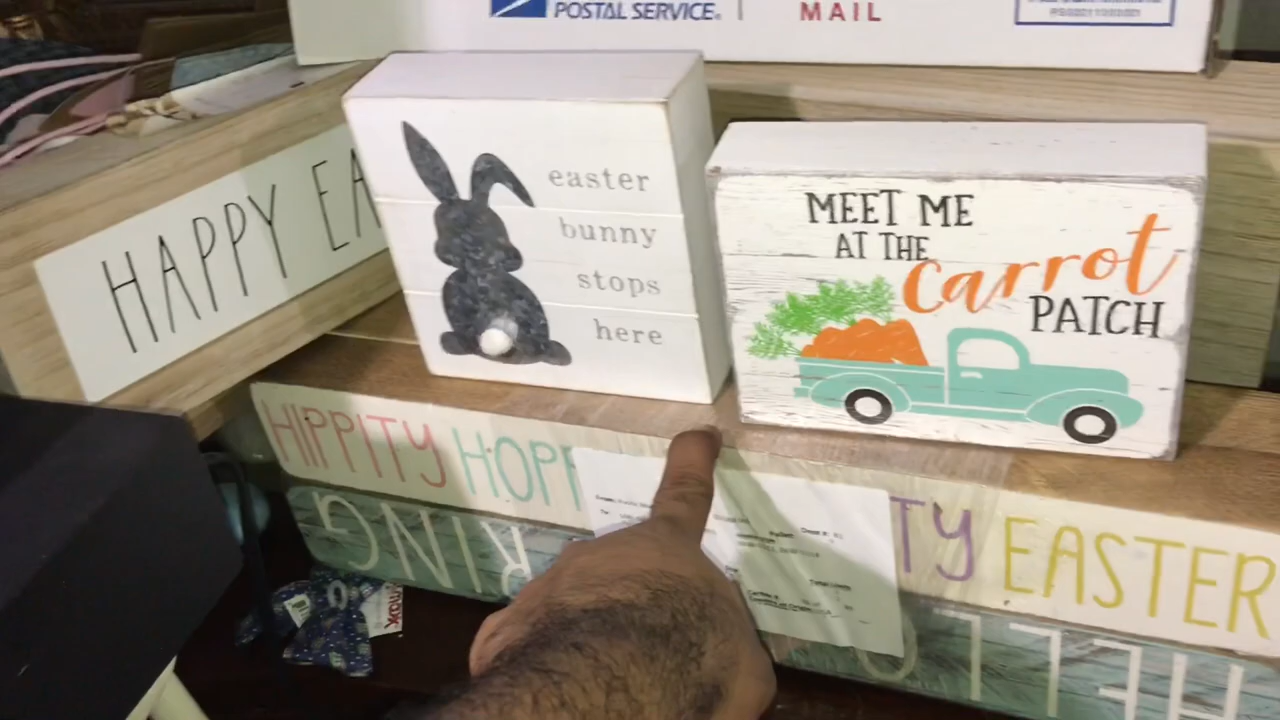 POSTAL SERVICE.
MAIL
HAPPY EA
easter
bunny
stops
here
MEET ME
AT THE
Carrot
PATCH
HIPPITY HOPP
TY EASTER
HELLO
RING